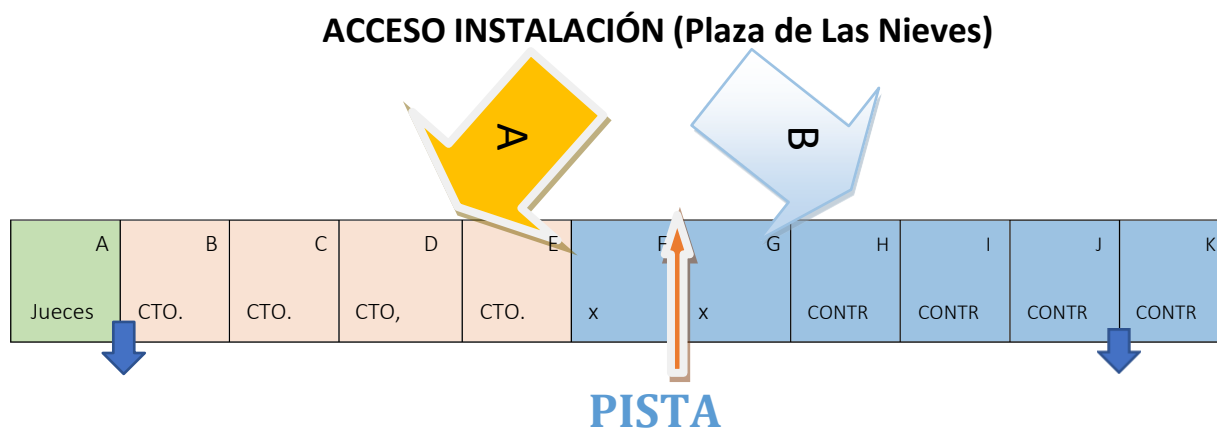 ACCESO INSTALACIÓN (Plaza de Las Nieves)
A B
A B C D E F G H I J K
Jueces CTO. CTO. CTO, CTO. x x CONTR CONTR CONTR CONTR
PISTA